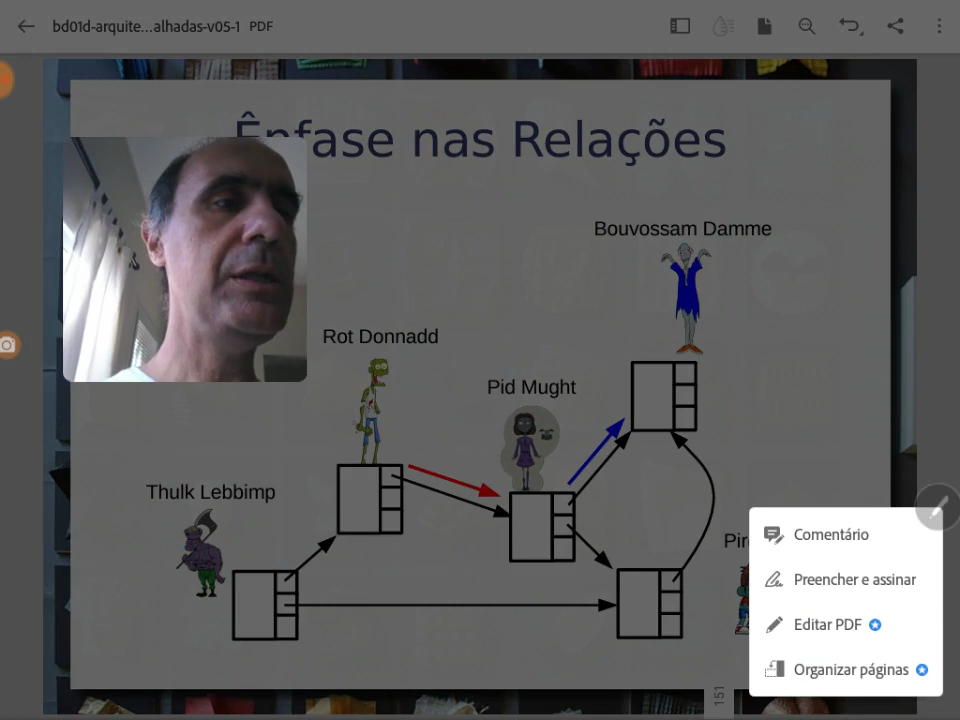 bd01d-arquite...alhadas-v05-1 PDF
Ênfase nas Relações
Bouvossam Damme
Rot Donnadd
Pid Mught
Thulk Lebbimp
Comentário
Preencher e assinar
Editar PDF
Organizar páginas
151